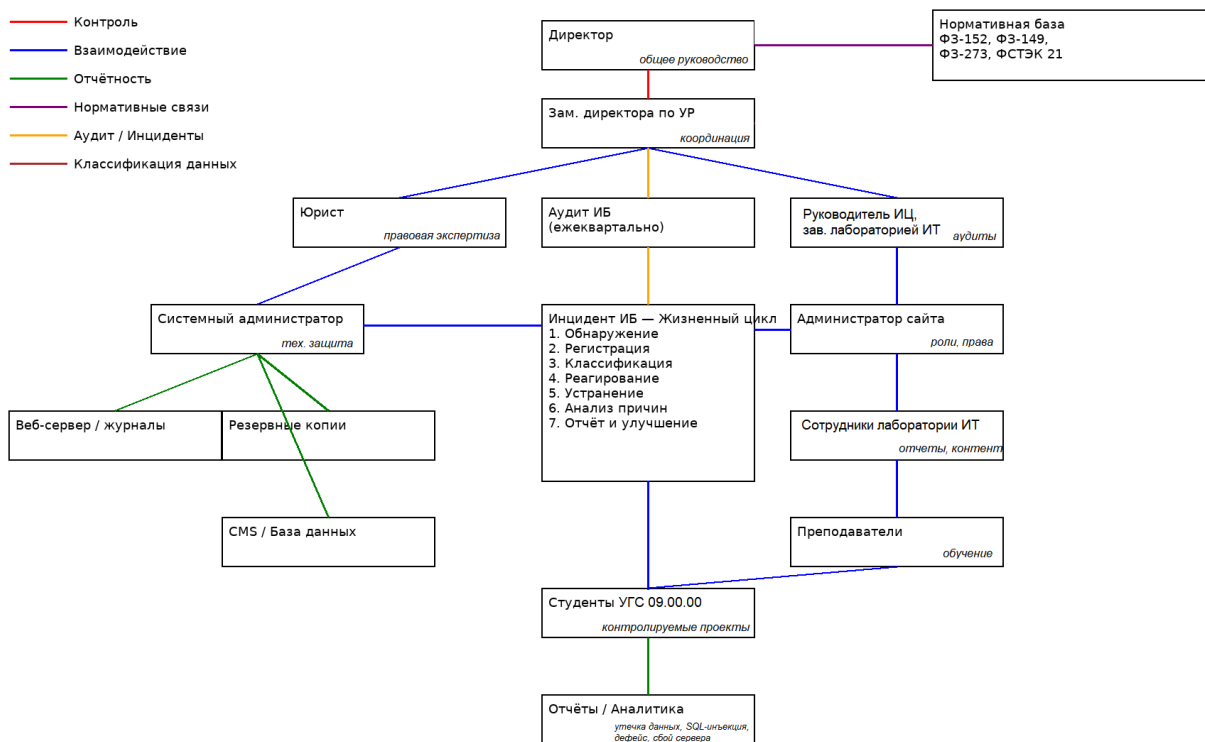 Контроль
Взаимодействие
Отчётность
Нормативные связи
Аудит / Инциденты
Классификация данных
Директор
общее руководство
Нормативная база
ФЗ-152, ФЗ-149,
ФЗ-273, ФСТЭК 21
Зам. директора по УР
координация
Юрист
правовая экспертиза
Аудит ИБ
(ежеквартально)
Руководитель ИЦ,
зав. лабораторией ИТ
аудиты
Системный администратор
тех. защита
Инцидент ИБ — Жизненный цикл
1. Обнаружение
2. Регистрация
3. Классификация
4. Реагирование
5. Устранение
6. Анализ причин
7. Отчёт и улучшение
Администратор сайта
роли, права
Веб-сервер / журналы
Резервные копии
Сотрудники лаборатории ИТ
отчеты, контент
CMS / База данных
Преподаватели
обучение
Студенты УГС 09.00.00
контролируемые проекты
Отчёты / Аналитика
утечка данных, SQL-инъекция,
дефейс, сбой сервера